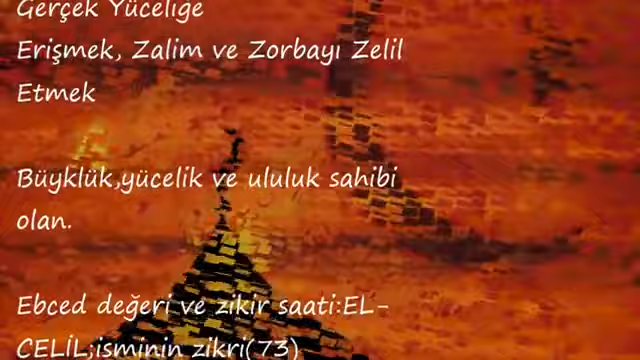 Gerçek Yüceliğe
Erişmek, Zalim ve Zorbayı Zelil
Etmek
Büyklük,yücelik ve ululuk sahibi
olan.
Ebced değeri ve zikir saati:EL-
CELİL;isminin zikri(73)